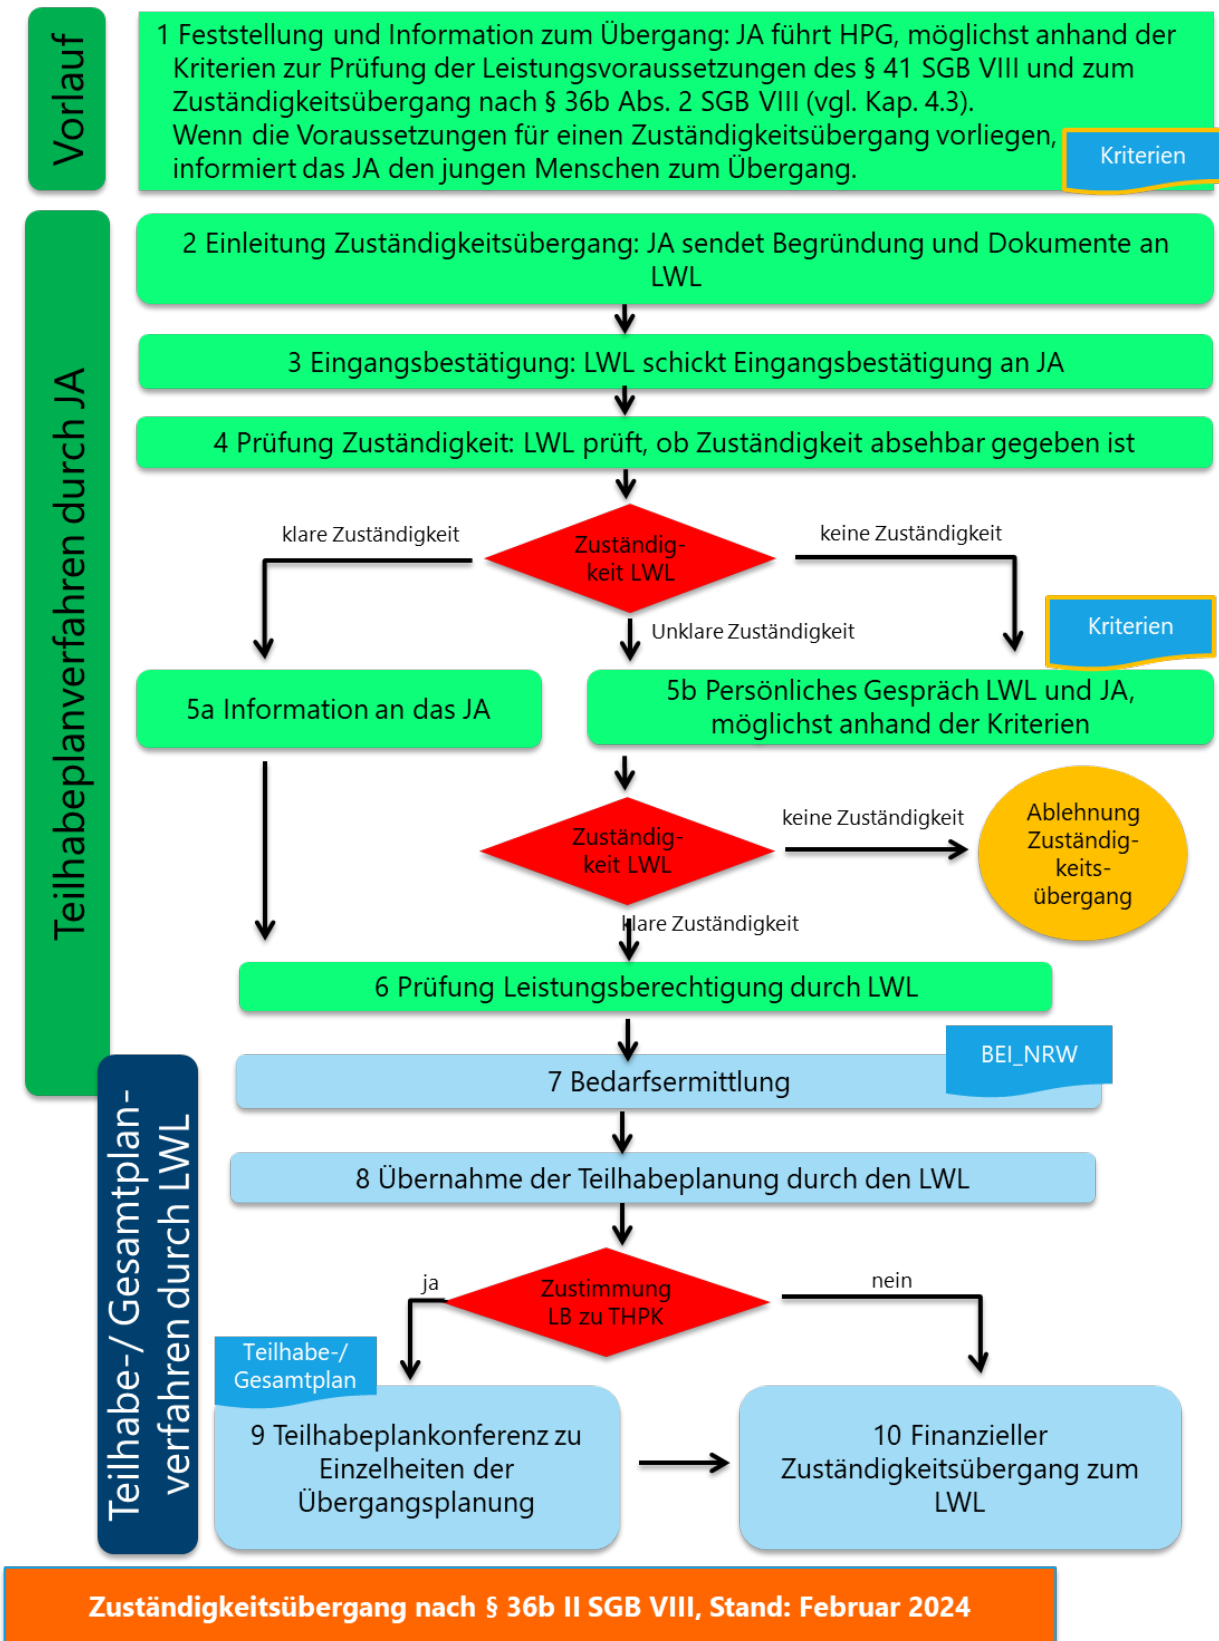 Vorlauf
1 Feststellung und Information zum Übergang: JA führt HPG, möglichst anhand der
Kriterien zur Prüfung der Leistungsvoraussetzungen des § 41 SGB VIII und zum
Zuständigkeitsübergang nach § 36b Abs. 2 SGB VIII (vgl. Kap. 4.3).
Wenn die Voraussetzungen für einen Zuständigkeitsübergang vorliegen,
informiert das JA den jungen Menschen zum Übergang.
Kriterien
Teilhabeplanverfahren durch JA
2 Einleitung Zuständigkeitsübergang: JA sendet Begründung und Dokumente an
LWL
3 Eingangsbestätigung: LWL schickt Eingangsbestätigung an JA
4 Prüfung Zuständigkeit: LWL prüft, ob Zuständigkeit absehbar gegeben ist
klare Zuständigkeit
Zuständig-
keit LWL
keine Zuständigkeit
Unklare Zuständigkeit
Kriterien
5a Information an das JA
5b Persönliches Gespräch LWL und JA,
möglichst anhand der Kriterien
Zuständig-
keit LWL
keine Zuständigkeit
Ablehnung
Zuständig-
keits-
übergang
klare Zuständigkeit
6 Prüfung Leistungsberechtigung durch LWL
Teilhabe-/ Gesamtplan-
verfahren durch LWL
7 Bedarfsermittlung
BEI_NRW
8 Übernahme der Teilhabeplanung durch den LWL
ja
Zustimmung
LB zu THPK
nein
Teilhabe-/
Gesamtplan
9 Teilhabeplankonferenz zu
Einzelheiten der
Übergangsplanung
10 Finanzieller
Zuständigkeitsübergang zum
LWL
Zuständigkeitsübergang nach § 36b II SGB VIII, Stand: Februar 2024